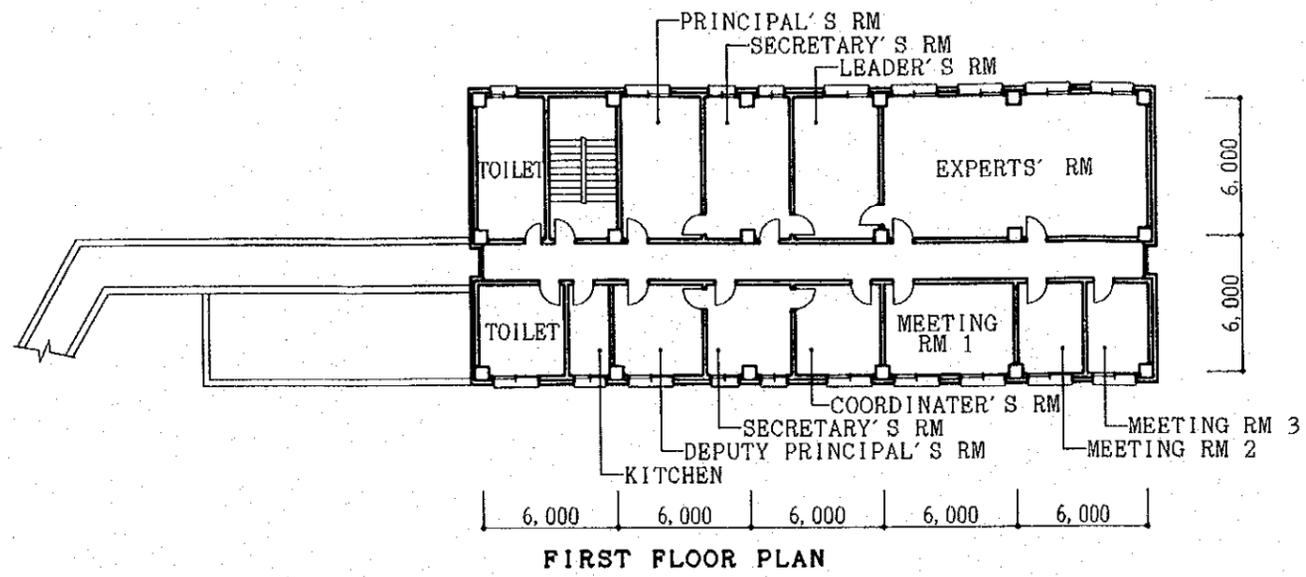 PRINCIPAL'S RM
SECRETARY'S RM
LEADER'S RM
TOILET
EXPERTS' RM
6,000
6,000
TOILET
MEETING
RM 1
COORDINATER'S RM
SECRETARY'S RM
DEPUTY PRINCIPAL'S RM
KITCHEN
MEETING RM 3
MEETING RM 2
6,000
6,000
6,000
6,000
6,000
FIRST FLOOR PLAN